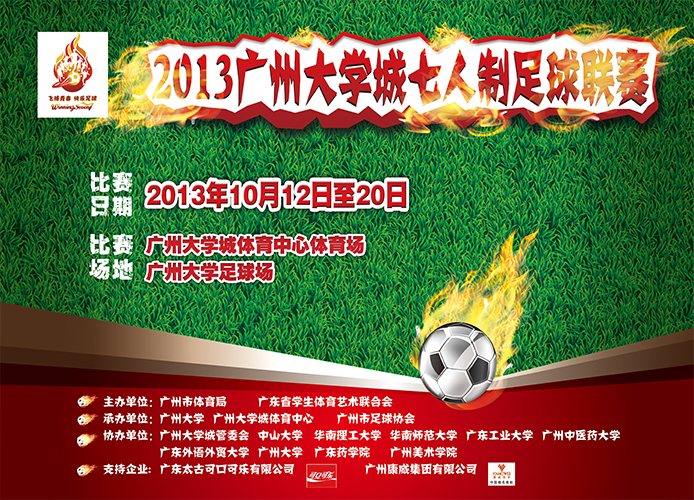 飞扬青春 快乐足球
Winning Soccer
2013广州大学城七人制足球联赛
比赛日期
2013年10月12日至20日
比赛场地
广州大学城体育中心体育场
广州大学足球场
主办单位：广州市体育局 广东省学生体育艺术联合会
承办单位：广州大学 广州大学城体育中心 广州市足球协会
协办单位：广州大学城管委会 中山大学 华南理工大学 华南师范大学 广东工业大学 广州中医药大学
广东外语外贸大学 广州大学 广东药学院 广州美术学院
支持企业：广东太古可口可乐有限公司 可口可乐 广州康威集团有限公司